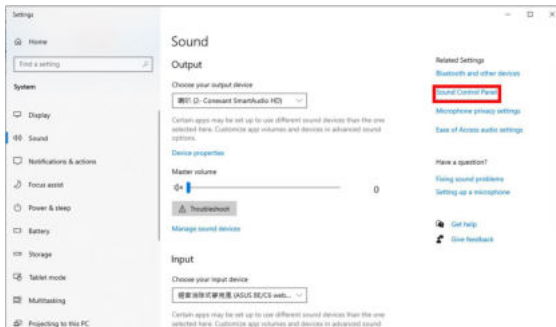 Settings
Home
Find a setting
System
Display
Sound
Notifications & actions
Focus assist
Power & sleep
Battery
Storage
Tablet mode
Multitasking
Projecting to this PC
Sound
Output
Choose your output device
(2- Conexant SmartAudio HD)
Certain apps may be set up to use different sound devices than the one
selected here. Customize app volumes and devices in advanced sound
options.
Device properties
Master volume
0
Troubleshoot
Manage sound devices
Input
Choose your input device
(ASUS BE/C6 web...
Certain apps may be set up to use different sound devices than the one
selected here. Customize app volumes and devices in advanced sound
Related Settings
Bluetooth and other devices
Sound Control Panel
Microphone privacy settings
Ease of Access audio settings
Have a question?
Fixing sound problems
Setting up a microphone
Get help
Give feedback